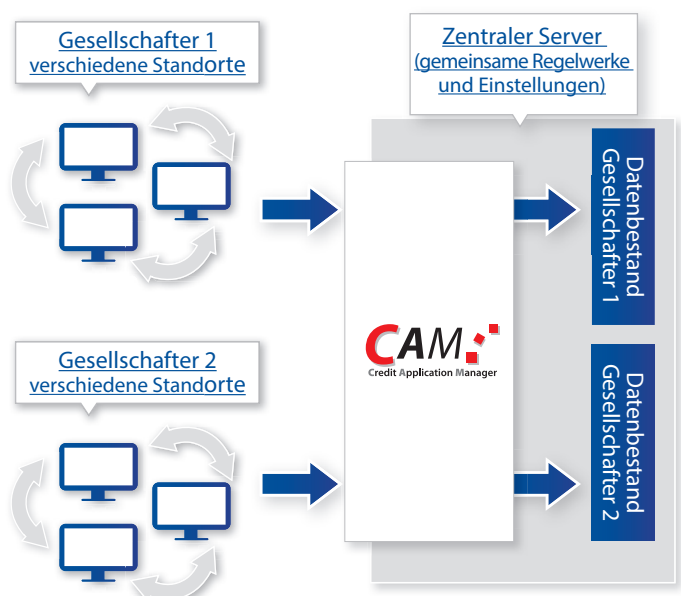 Gesellschafter 1
verschiedene Standorte
Zentraler Server
(gemeinsame Regelwerke
und Einstellungen)
Datenbestand
Gesellschafter 1
CAM
Credit Application Manager
Gesellschafter 2
verschiedene Standorte
Datenbestand
Gesellschafter 2